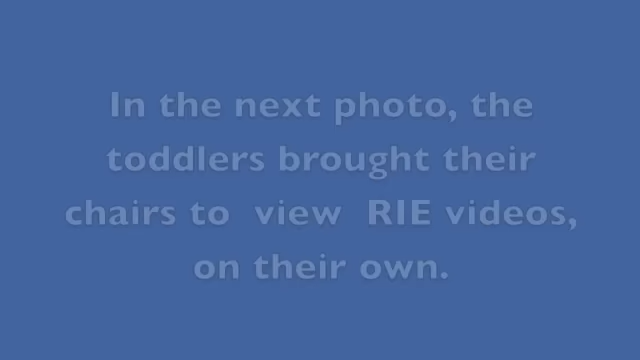 In the next photo, the
toddlers brought their
chairs to view RIE videos,
on their own.